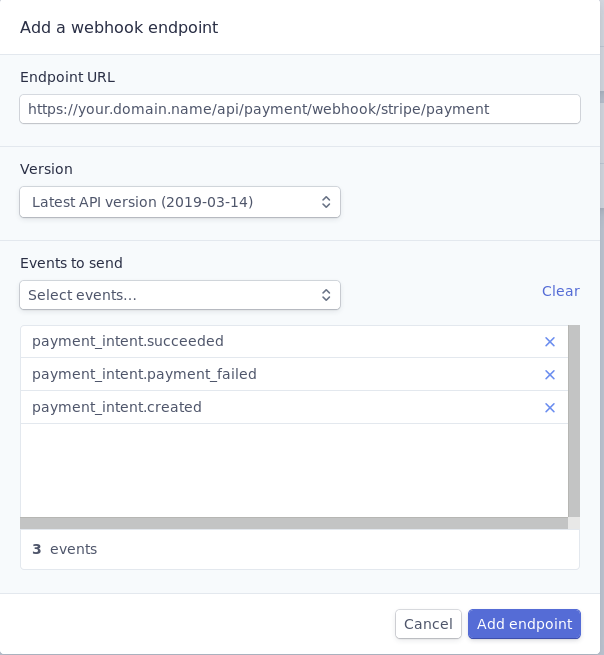 Add a webhook endpoint
Endpoint URL
https://your.domain.name/api/payment/webhook/stripe/payment
Version
Latest API version (2019-03-14)
Events to send
Select events...
Clear
payment_intent.succeeded
payment_intent.payment_failed
payment_intent.created
3 events
Cancel
Add endpoint